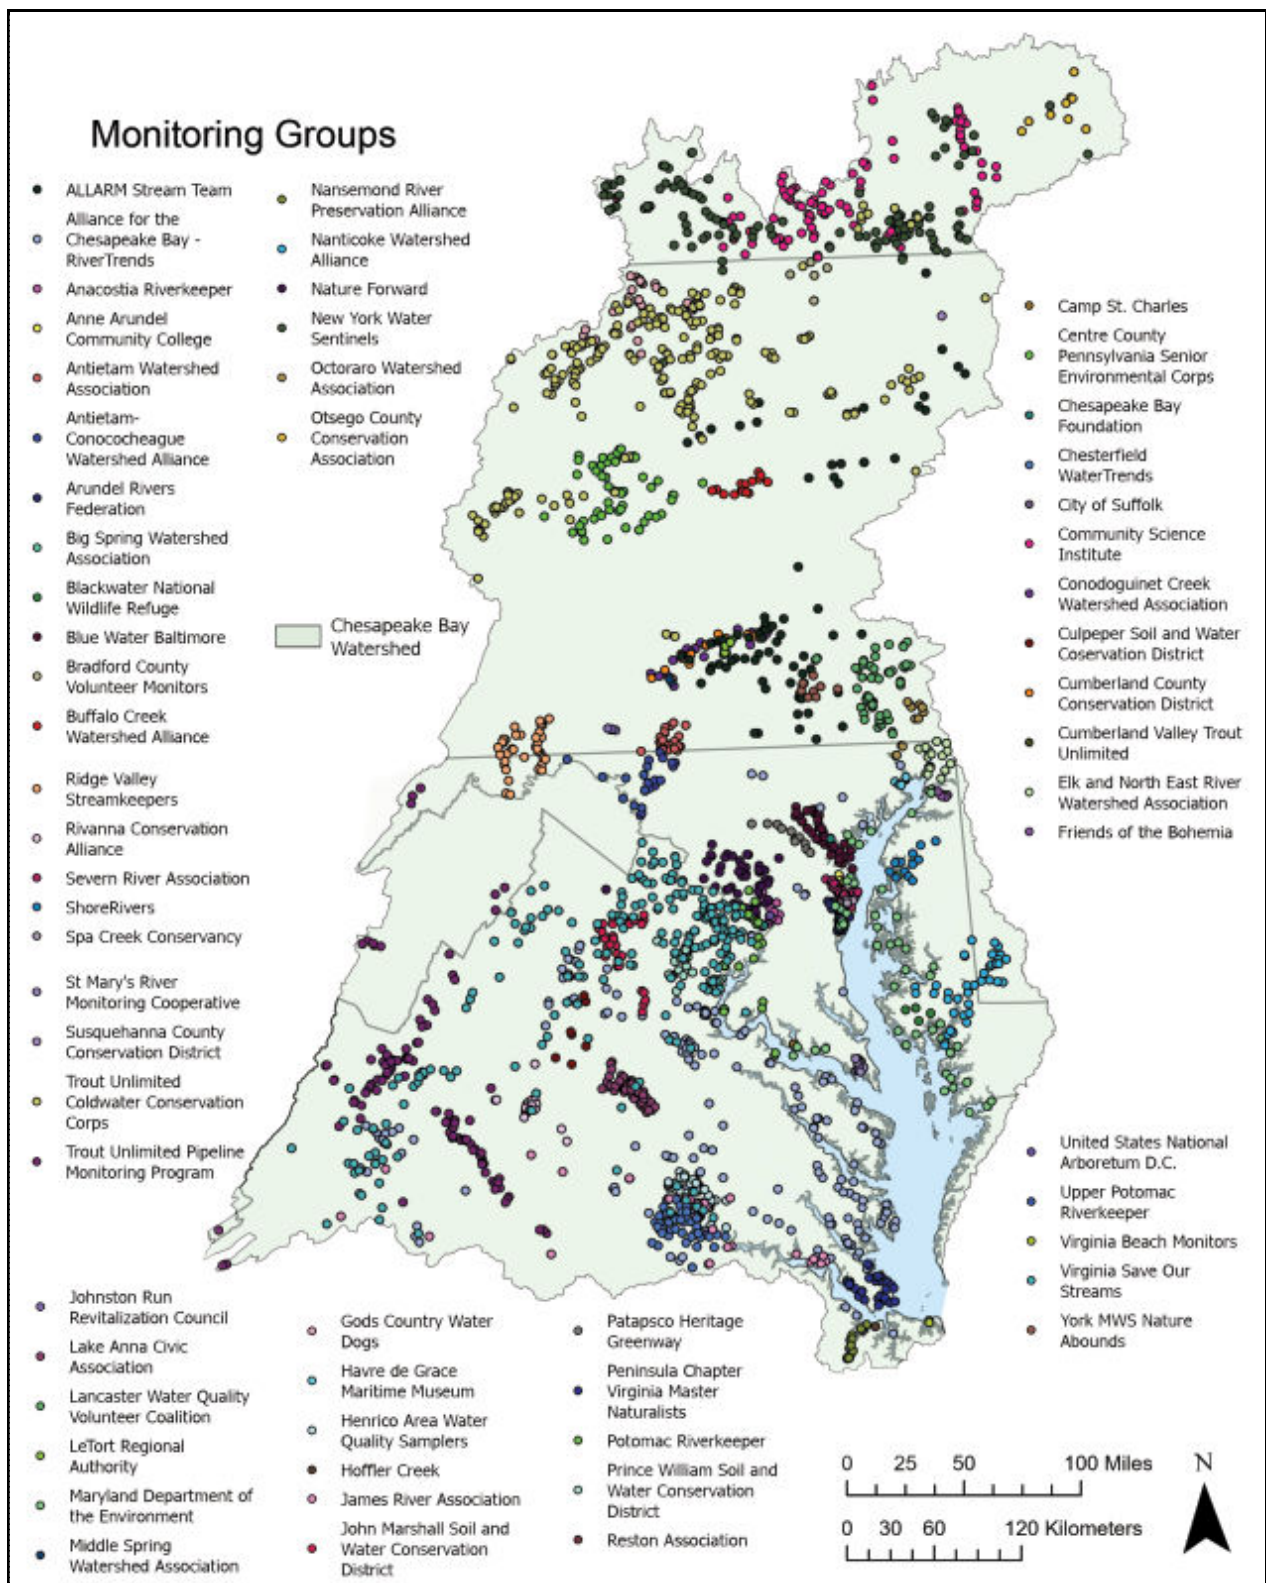 Monitoring Groups
ALLARM Stream Team
Alliance for the
Chesapeake Bay -
RiverTrends
Anacostia Riverkeeper
Anne Arundel
Community College
Antietam Watershed
Association
Antietam-
Conococheague
Watershed Alliance
Arundel Rivers
Federation
Big Spring Watershed
Association
Blackwater National
Wildlife Refuge
Blue Water Baltimore
Bradford County
Volunteer Monitors
Buffalo Creek
Watershed Alliance
Ridge Valley
Streamkeepers
Rivanna Conservation
Alliance
Severn River Association
ShoreRivers
Spa Creek Conservancy
St Mary's River
Monitoring Cooperative
Susquehanna County
Conservation District
Trout Unlimited
Coldwater Conservation
Corps
Trout Unlimited Pipeline
Monitoring Program
Nansemond River
Preservation Alliance
Nanticoke Watershed
Alliance
Nature Forward
New York Water
Sentinels
Octoraro Watershed
Association
Otsego County
Conservation
Association
Chesapeake Bay
Watershed
Camp St. Charles
Centre County
Pennsylvania Senior
Environmental Corps
Chesapeake Bay
Foundation
Chesterfield
WaterTrends
City of Suffolk
Community Science
Institute
Conodoguinet Creek
Watershed Association
Culpeper Soil and Water
Coservation District
Cumberland County
Conservation District
Cumberland Valley Trout
Unlimited
Elk and North East River
Watershed Association
Friends of the Bohemia
United States National
Arboretum D.C.
Upper Potomac
Riverkeeper
Virginia Beach Monitors
Virginia Save Our
Streams
York MWS Nature
Abounds
Johnston Run
Revitalization Council
Lake Anna Civic
Association
Lancaster Water Quality
Volunteer Coalition
LeTort Regional
Authority
Maryland Department of
the Environment
Middle Spring
Watershed Association
Gods Country Water
Dogs
Havre de Grace
Maritime Museum
Henrico Area Water
Quality Samplers
Hoffler Creek
James River Association
John Marshall Soil and
Water Conservation
District
Patapsco Heritage
Greenway
Peninsula Chapter
Virginia Master
Naturalists
Potomac Riverkeeper
Prince William Soil and
Water Conservation
District
Reston Association
0 25 50 100 Miles
0 30 60 120 Kilometers
N